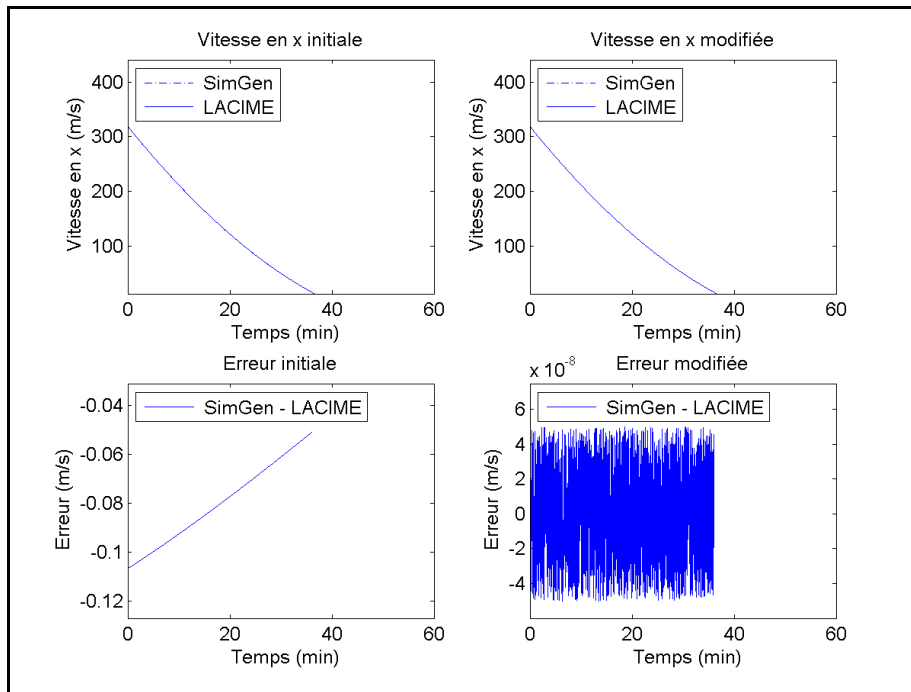 Vitesse en x initiale
SimGen
LACIME
Vitesse en x (m/s)
400
300
200
100
0
20
40
60
Temps (min)
Vitesse en x modifiée
SimGen
LACIME
Vitesse en x (m/s)
400
300
200
100
0
20
40
60
Temps (min)
Erreur initiale
SimGen - LACIME
Erreur (m/s)
-0.04
-0.06
-0.08
-0.1
-0.12
0
20
40
60
Temps (min)
x 10⁻⁸
Erreur modifiée
SimGen - LACIME
Erreur (m/s)
6
4
2
0
-2
-4
0
20
40
60
Temps (min)